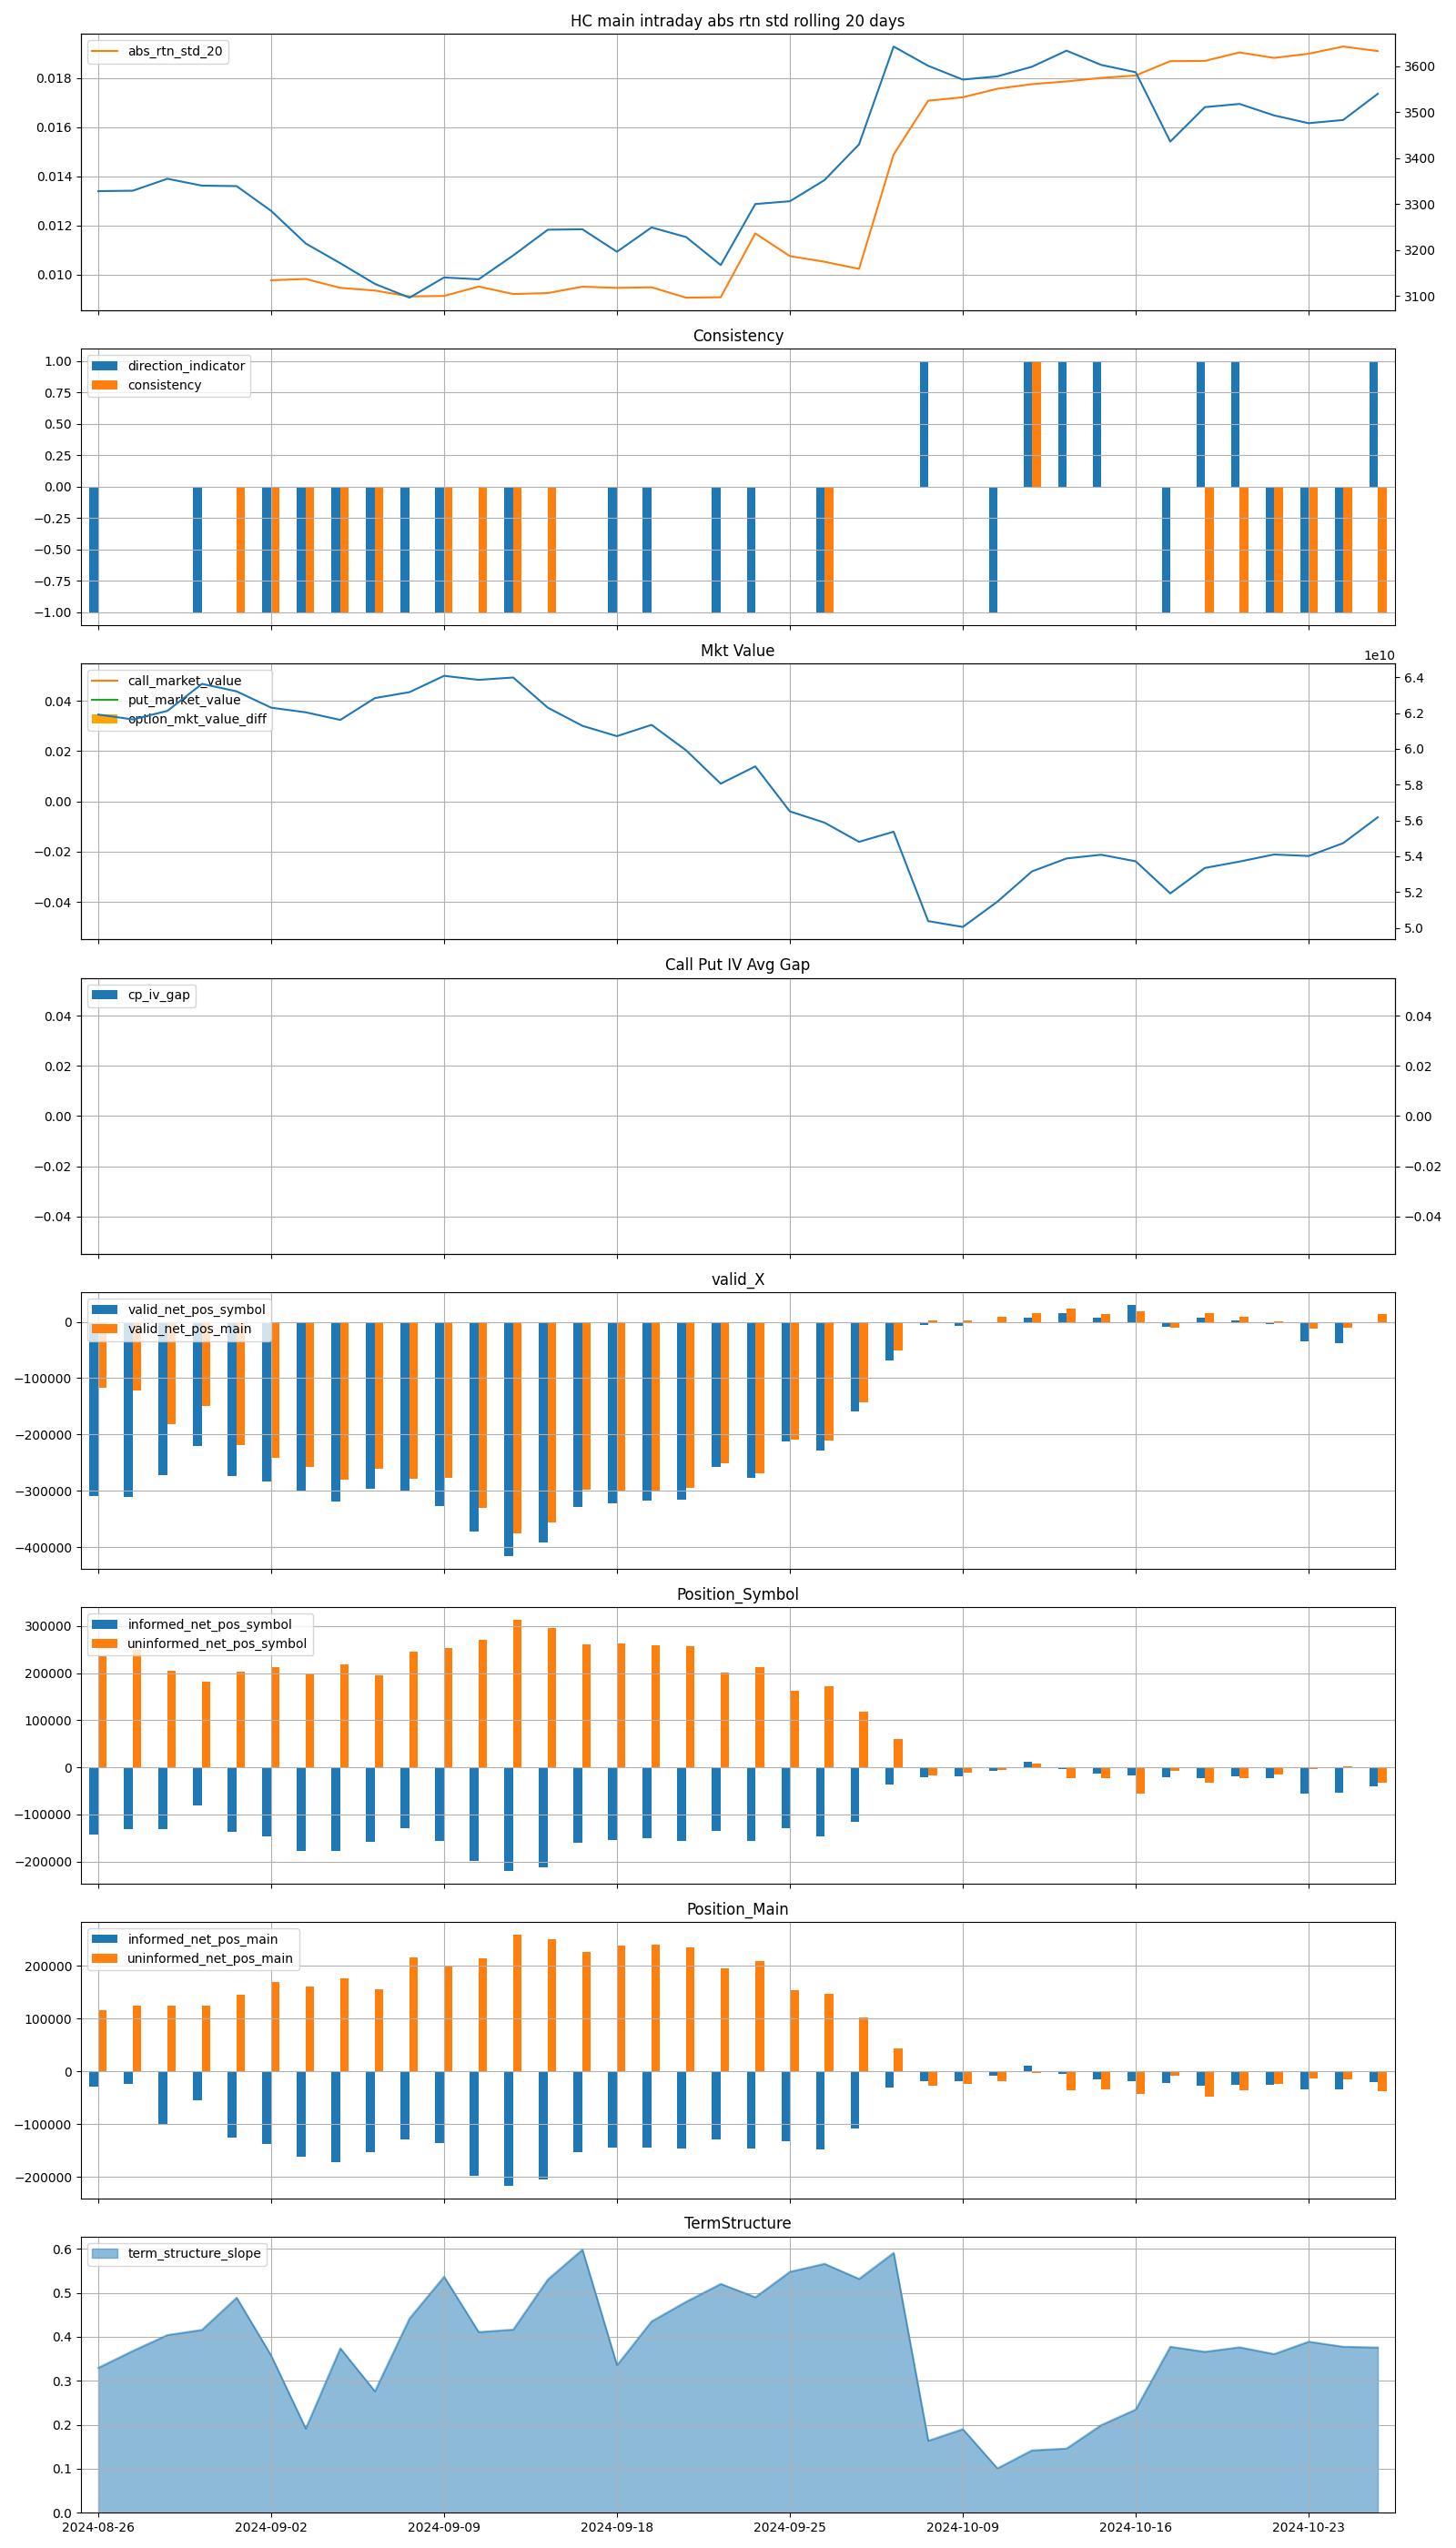 HC main intraday abs rtn std rolling 20 days
abs_rtn_std_20
0.018
0.016
0.014
0.012
0.010
3600
3500
3400
3300
3200
3100
Consistency
direction_indicator
consistency
1.00
0.75
0.50
0.25
0.00
−0.25
−0.50
−0.75
−1.00
Mkt Value
1e10
call_market_value
put_market_value
option_mkt_value_diff
0.04
0.02
0.00
−0.02
−0.04
6.4
6.2
6.0
5.8
5.6
5.4
5.2
5.0
Call Put IV Avg Gap
cp_iv_gap
0.04
0.02
0.00
−0.02
−0.04
0.04
0.02
0.00
−0.02
−0.04
valid_X
valid_net_pos_symbol
valid_net_pos_main
0
−100000
−200000
−300000
−400000
Position_Symbol
informed_net_pos_symbol
uninformed_net_pos_symbol
300000
200000
100000
0
−100000
−200000
Position_Main
informed_net_pos_main
uninformed_net_pos_main
200000
100000
0
−100000
−200000
TermStructure
term_structure_slope
0.6
0.5
0.4
0.3
0.2
0.1
0.0
2024-08-26 2024-09-02 2024-09-09 2024-09-18 2024-09-25 2024-10-09 2024-10-16 2024-10-23